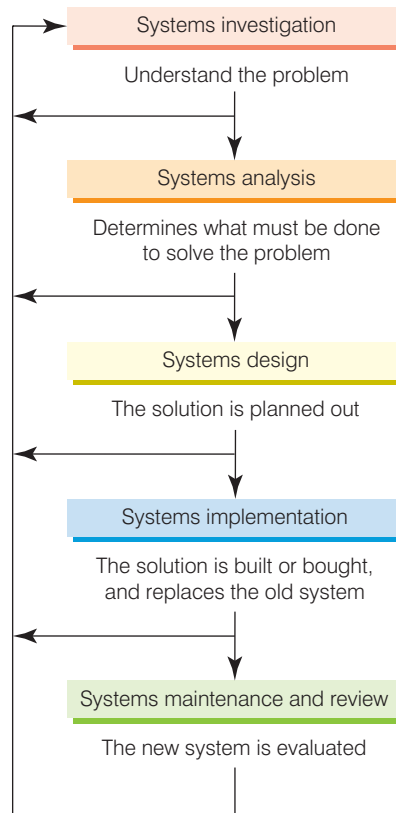 Systems investigation
Understand the problem
Systems analysis
Determines what must be done
to solve the problem
Systems design
The solution is planned out
Systems implementation
The solution is built or bought,
and replaces the old system
Systems maintenance and review
The new system is evaluated